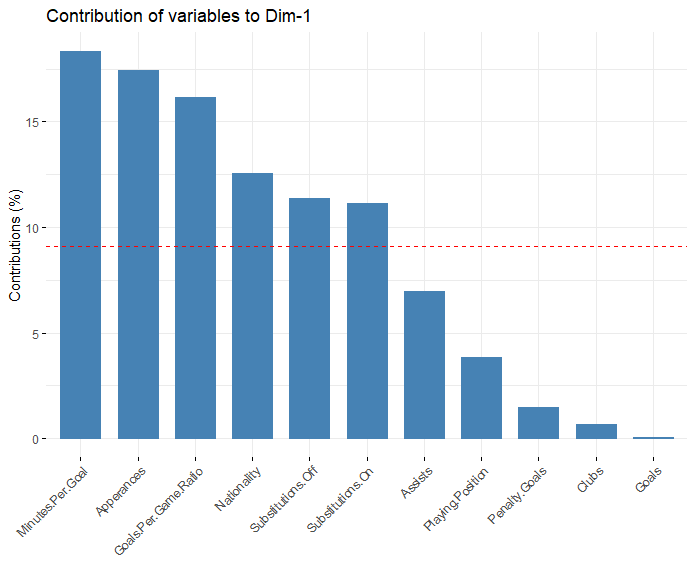 Contribution of variables to Dim-1
Contributions (%)
15
10
5
0
Minutes.Per.Goal
Apperances
Goals.Per.Game.Ratio
Nationality
Substitutions.Off
Substitutions.On
Assists
Playing.Position
Penalty.Goals
Clubs
Goals